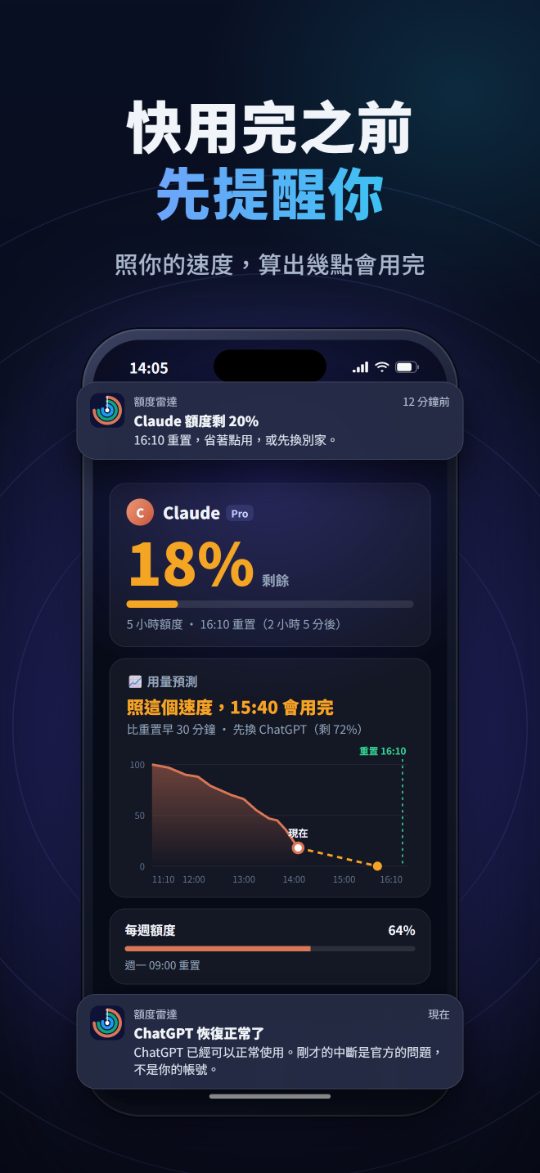 快用完之前
先提醒你
照你的速度，算出幾點會用完
14:05
額度雷達
12 分鐘前
Claude 額度剩 20%
16:10 重置，省著點用，或先換別家。
C
Claude
Pro
18%
剩餘
5 小時額度 · 16:10 重置（2 小時 5 分後）
用量預測
照這個速度，15:40 會用完
比重置早 30 分鐘 · 先換 ChatGPT（剩 72%）
重置 16:10
100
50
0
現在
11:10 12:00 13:00 14:00 15:00 16:10
每週額度
64%
週一 09:00 重置
額度雷達
現在
ChatGPT 恢復正常了
ChatGPT 已經可以正常使用。剛才的中斷是官方的問題，
不是你的帳號。